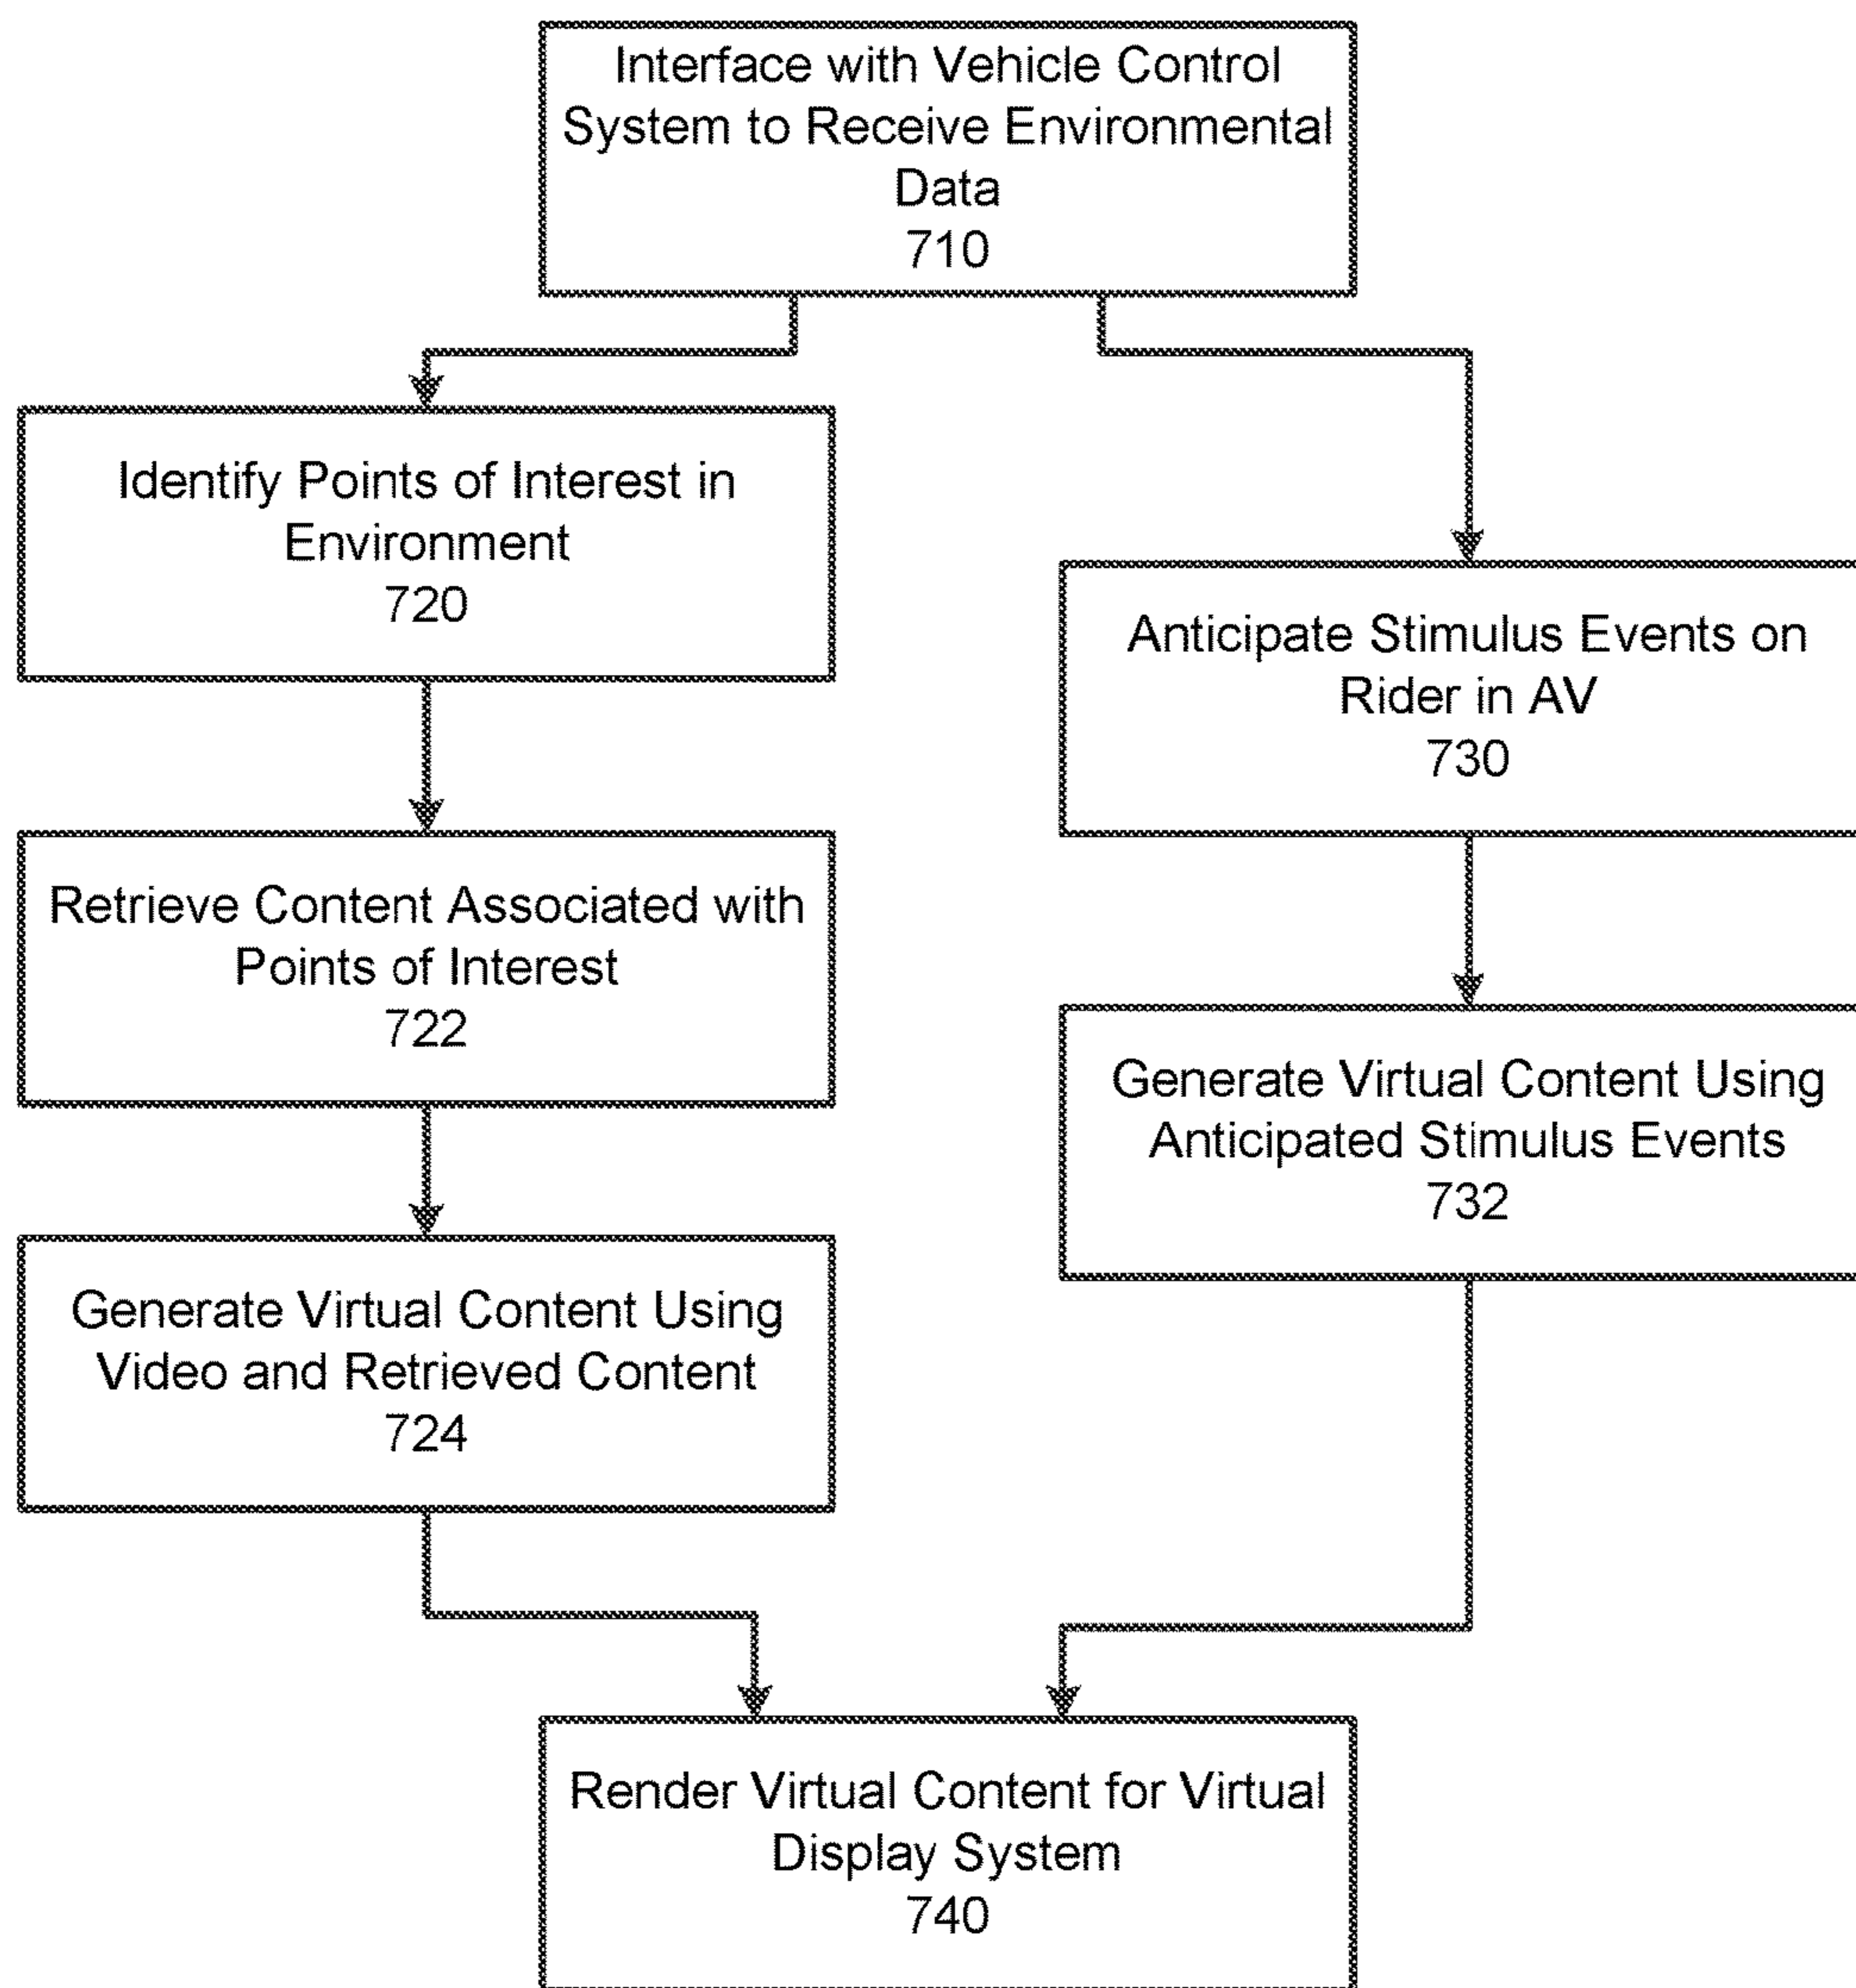 Interface with Vehicle Control
System to Receive Environmental
Data
710
Identify Points of Interest in
Environment
720
Retrieve Content Associated with
Points of Interest
722
Generate Virtual Content Using
Video and Retrieved Content
724
Anticipate Stimulus Events on
Rider in AV
730
Generate Virtual Content Using
Anticipated Stimulus Events
732
Render Virtual Content for Virtual
Display System
740